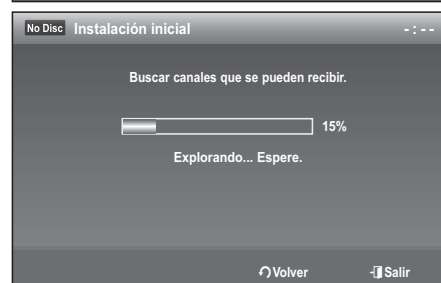 No Disc Instalación inicial -:--
Buscar canales que se pueden recibir.
15%
Explorando... Espere.
Volver Salir